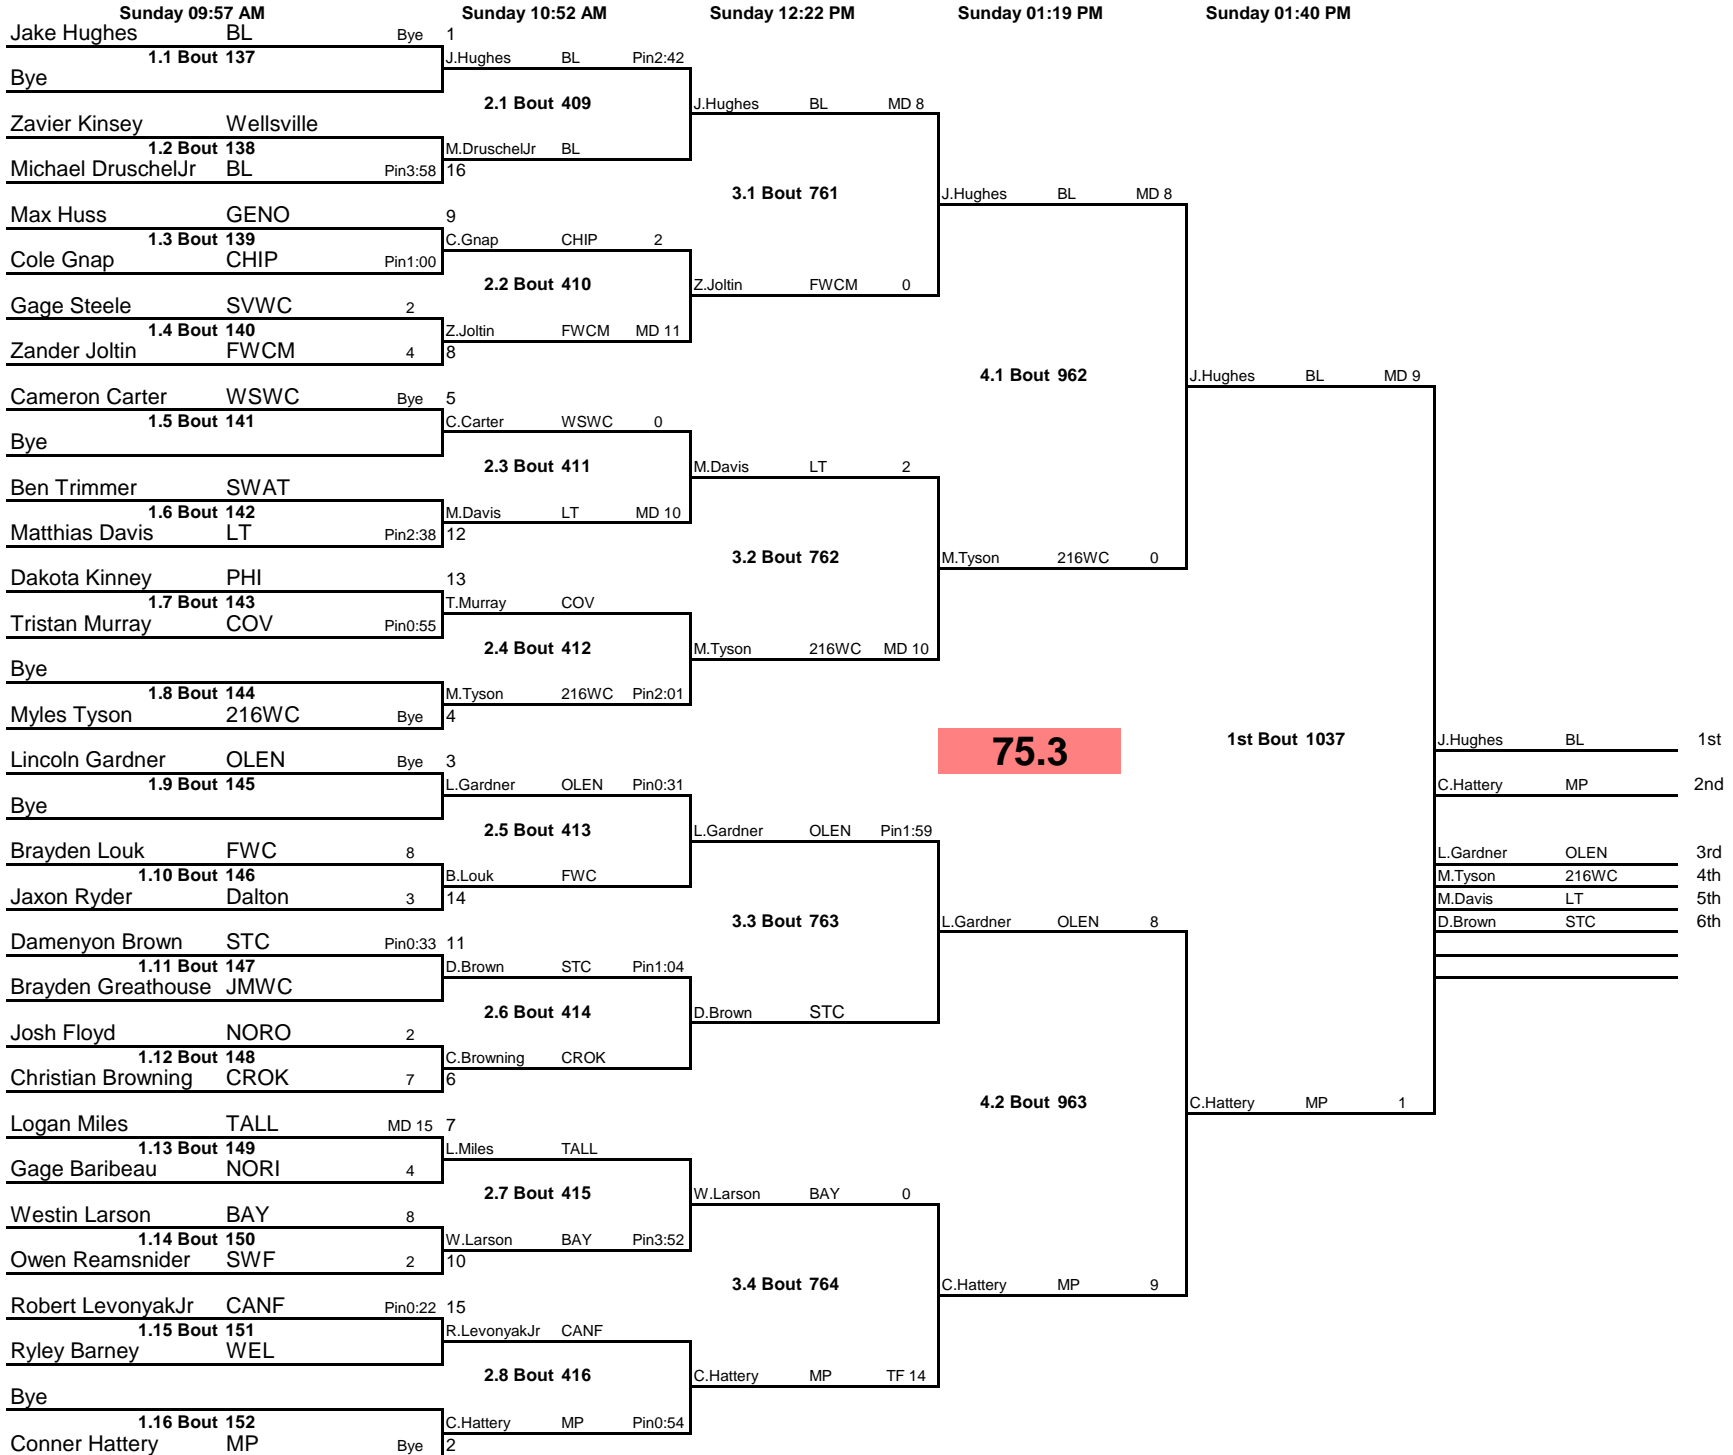 Sunday 09:57 AM Sunday 10:52 AM Sunday 12:22 PM Sunday 01:19 PM Sunday 01:40 PM
Jake Hughes BL Bye 1
1.1 Bout 137
Bye
Zavier Kinsey Wellsville
1.2 Bout 138
Michael DruschelJr BL Pin3:58 16
Max Huss GENO 9
1.3 Bout 139
Cole Gnap CHIP Pin1:00
Gage Steele SVWC 2
1.4 Bout 140
Zander Joltin FWCM 4 8
Cameron Carter WSWC Bye 5
1.5 Bout 141
Bye
Ben Trimmer SWAT
1.6 Bout 142
Matthias Davis LT Pin2:38 12
Dakota Kinney PHI 13
1.7 Bout 143
Tristan Murray COV Pin0:55
Bye
1.8 Bout 144
Myles Tyson 216WC Bye 4
Lincoln Gardner OLEN Bye 3
1.9 Bout 145
Bye
Brayden Louk FWC 8
1.10 Bout 146
Jaxon Ryder Dalton 3 14
Damenyon Brown STC Pin0:33 11
1.11 Bout 147
Brayden Greathouse JMWC
Josh Floyd NORO 2
1.12 Bout 148
Christian Browning CROK 7 6
Logan Miles TALL MD 15 7
1.13 Bout 149
Gage Baribeau NORI 4
Westin Larson BAY 8
1.14 Bout 150
Owen Reamsnider SWF 2 10
Robert LevonyakJr CANF Pin0:22 15
1.15 Bout 151
Ryley Barney WEL
Bye
1.16 Bout 152
Conner Hattery MP Bye 2
J.Hughes BL Pin2:42
2.1 Bout 409
M.DruschelJr BL
C.Gnap CHIP 2
2.2 Bout 410
Z.Joltin FWCM MD 11
C.Carter WSWC 0
2.3 Bout 411
M.Davis LT MD 10
T.Murray COV
2.4 Bout 412
M.Tyson 216WC Pin2:01
L.Gardner OLEN Pin0:31
2.5 Bout 413
B.Louk FWC
D.Brown STC Pin1:04
2.6 Bout 414
C.Browning CROK
L.Miles TALL
2.7 Bout 415
W.Larson BAY Pin3:52
R.LevonyakJr CANF
2.8 Bout 416
C.Hattery MP Pin0:54
J.Hughes BL MD 8
3.1 Bout 761
Z.Joltin FWCM 0
M.Davis LT 2
3.2 Bout 762
M.Tyson 216WC MD 10
L.Gardner OLEN Pin1:59
3.3 Bout 763
D.Brown STC
W.Larson BAY 0
3.4 Bout 764
C.Hattery MP TF 14
J.Hughes BL MD 8
4.1 Bout 962
M.Tyson 216WC 0
75.3
L.Gardner OLEN 8
4.2 Bout 963
C.Hattery MP 9
J.Hughes BL MD 9
1st Bout 1037
C.Hattery MP 1
J.Hughes BL 1st
C.Hattery MP 2nd
L.Gardner OLEN 3rd
M.Tyson 216WC 4th
M.Davis LT 5th
D.Brown STC 6th